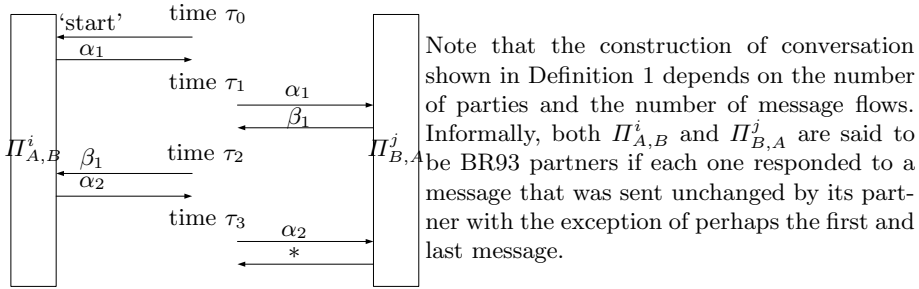 'start'
time τ₀
α₁
time τ₁
α₁
β₁
Π^i_{A,B}
Π^j_{B,A}
β₁
time τ₂
α₂
time τ₃
α₂
*
Note that the construction of conversation
shown in Definition 1 depends on the number
of parties and the number of message flows.
Informally, both Π^i_{A,B} and Π^j_{B,A} are said to
be BR93 partners if each one responded to a
message that was sent unchanged by its part-
ner with the exception of perhaps the first and
last message.